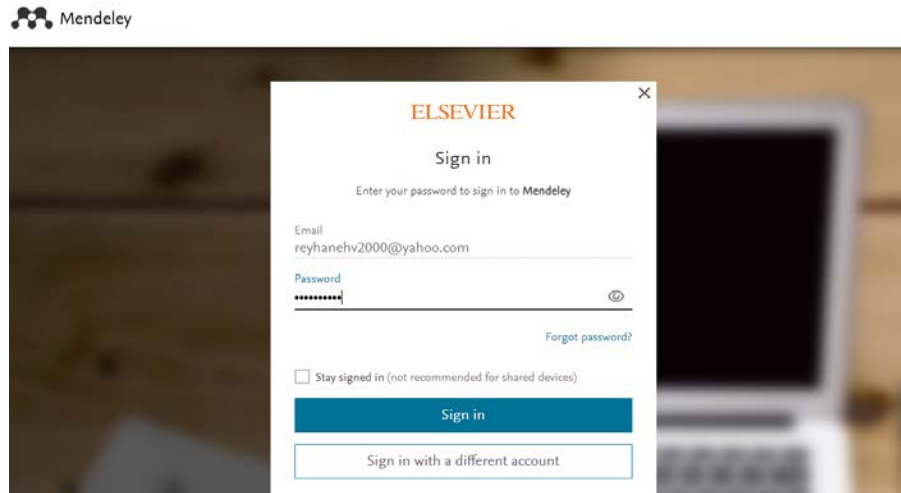 Mendeley
ELSEVIER
Sign in
Enter your password to sign in to Mendeley
Email
reyhanehv2000@yahoo.com
Password
••••••••••
Forgot password?
Stay signed in (not recommended for shared devices)
Sign in
Sign in with a different account